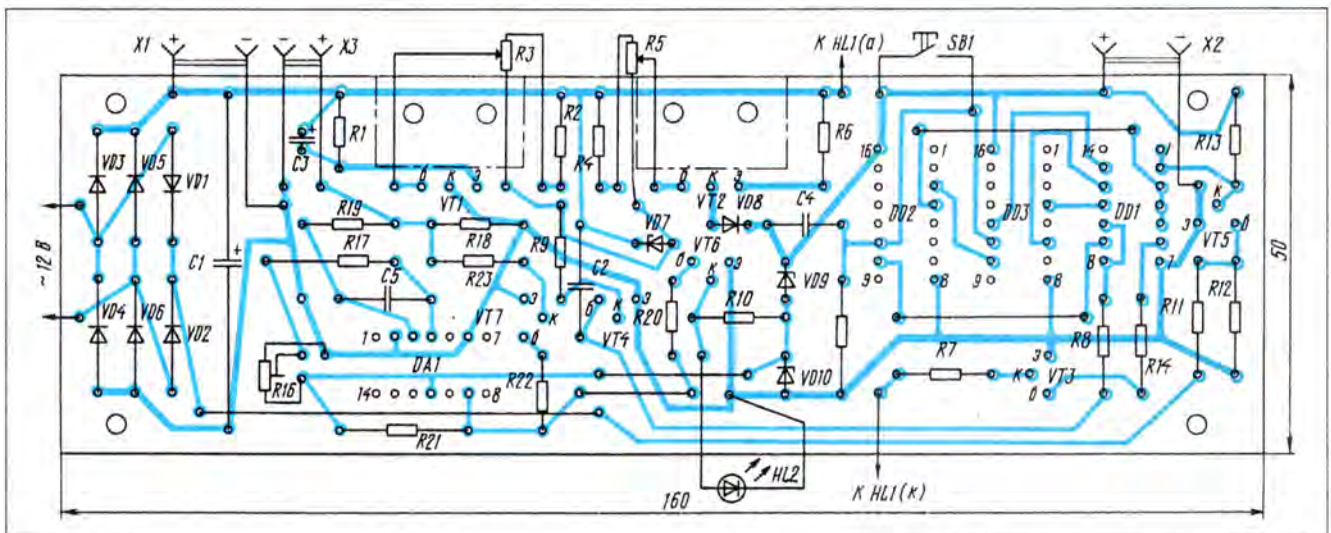 X1 + - - + X3
R3
R5
К HL1(а)
SB1
+ - X2
R1
C3 +
R2
R4
R6
16 1 16 1 14 1
R13
VD3 VD5 VD1
б к э
VT1
б к э
VT2
VD8
C4
DD2
DD3
DD1
к
э б
VT5
R19
R18
R17
R23
R9
VD7
VT6
б к э
VD9
~12 В
C1 +
C5
C2
э
R20
R10
9 8 9 8 8 7
50
VD4 VD6 VD2
VT7
э к б
1 7
б к э
VT4
R11
R12
R8
R14
R7
э
к VT3
б
DA1
R16
14 8
R22
VD10
R21
HL2
К HL1(к)
160